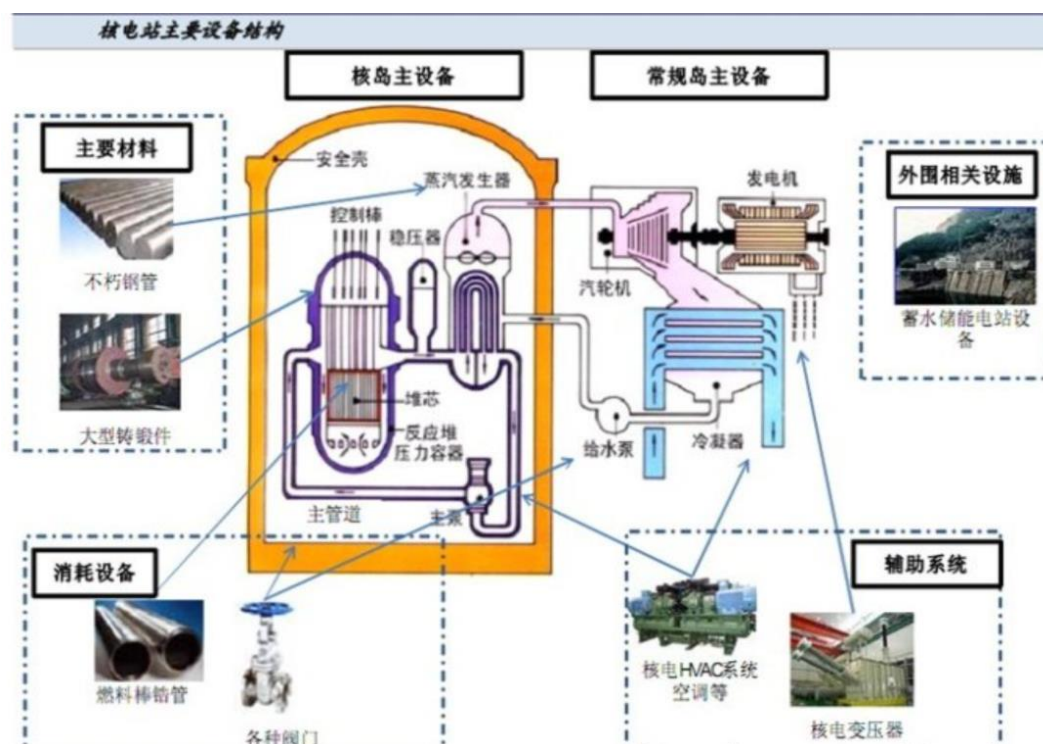 核电站主要设备结构
核岛主设备
常规岛主设备
主要材料
不朽钢管
大型铸锻件
安全壳
蒸汽发生器
控制棒
稳压器
堆芯
反应堆
压力容器
主管道
主泵
汽轮机
发电机
给水泵
冷凝器
外围相关设施
蓄水储能电站设
备
消耗设备
燃料棒锆管
各种阀门
辅助系统
核电HVAC系统
空调等
核电变压器